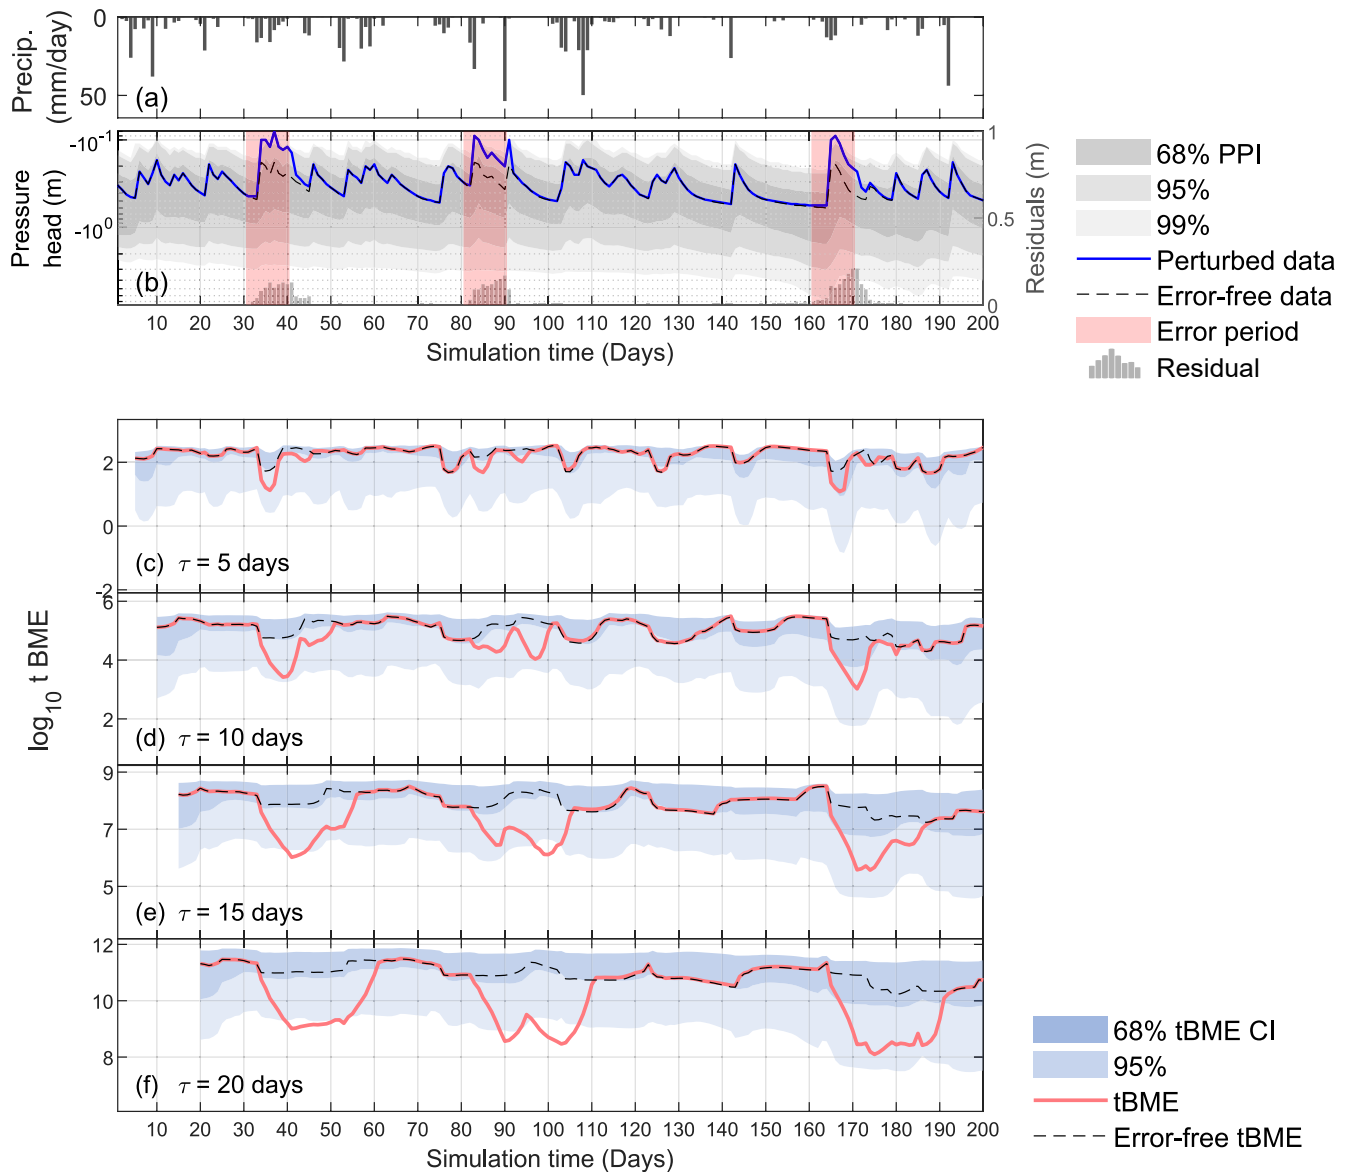 0
50
Precip.
(mm/day)
(a)
-10^-1
-10^0
Pressure
head (m)
(b)
1
0.5
0
Residuals (m)
10 20 30 40 50 60 70 80 90 100 110 120 130 140 150 160 170 180 190 200
Simulation time (Days)
68% PPI
95%
99%
Perturbed data
Error-free data
Error period
Residual
2
0
-2
(c) τ = 5 days
6
4
2
(d) τ = 10 days
log10 t BME
9
7
5
(e) τ = 15 days
12
10
8
(f) τ = 20 days
10 20 30 40 50 60 70 80 90 100 110 120 130 140 150 160 170 180 190 200
Simulation time (Days)
68% tBME CI
95%
tBME
Error-free tBME